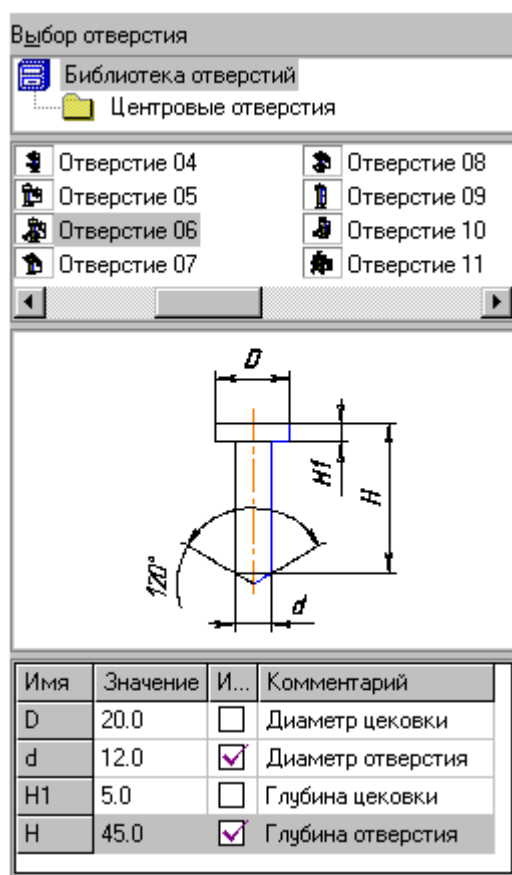 Выбор отверстия
Библиотека отверстий
Центровые отверстия
Отверстие 04 Отверстие 08
Отверстие 05 Отверстие 09
Отверстие 06 Отверстие 10
Отверстие 07 Отверстие 11
D
H1
H
120°
d
Имя Значение И... Комментарий
D 20.0 Диаметр цековки
d 12.0 Диаметр отверстия
H1 5.0 Глубина цековки
H 45.0 Глубина отверстия